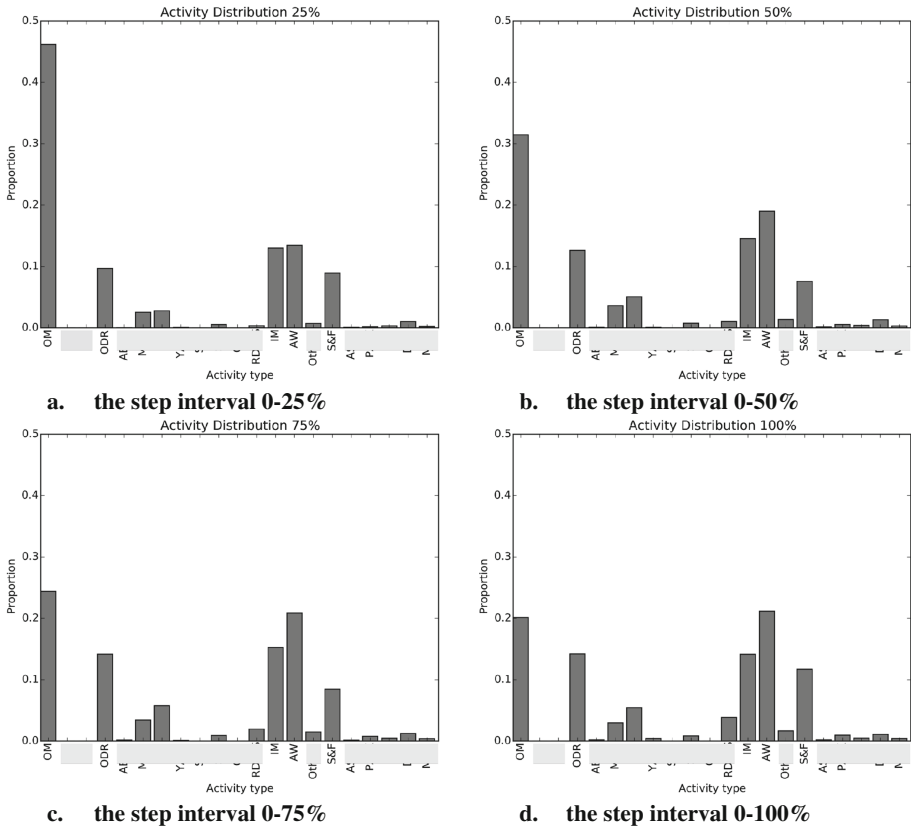 Activity Distribution 25%
0.5
0.4
0.3
0.2
0.1
0.0
Proportion
OM
ODR
RD
IM
AW
S&F
Activity type
a. the step interval 0-25%
Activity Distribution 50%
0.5
0.4
0.3
0.2
0.1
0.0
Proportion
OM
ODR
RD
IM
AW
S&F
Activity type
b. the step interval 0-50%
Activity Distribution 75%
0.5
0.4
0.3
0.2
0.1
0.0
Proportion
OM
ODR
RD
IM
AW
S&F
Activity type
c. the step interval 0-75%
Activity Distribution 100%
0.5
0.4
0.3
0.2
0.1
0.0
Proportion
OM
ODR
RD
IM
AW
S&F
Activity type
d. the step interval 0-100%